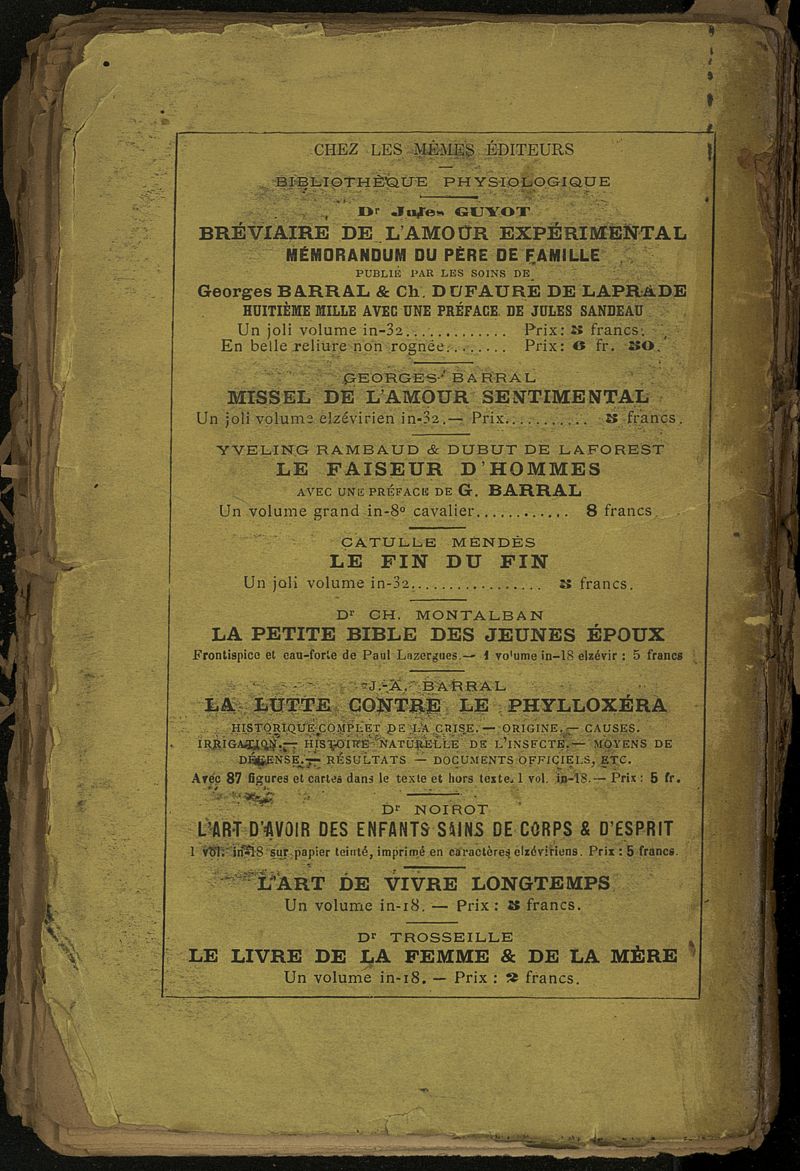 CHEZ LES MÊMES ÉDITEURS
BIBLIOTHÈQUE PHYSIOLOGIQUE
Dr Jules GUYOT
BRÉVIAIRE DE L'AMOUR EXPÉRIMENTAL
MÉMORANDUM DU PÈRE DE FAMILLE
PUBLIÉ PAR LES SOINS DE
Georges BARRAL & Ch. DUFAURE DE LAPRADE
HUITIÈME MILLE AVEC UNE PRÉFACE DE JULES SANDEAU
Un joli volume in-32............. Prix: 5 francs.
En belle reliure non rognée........ Prix: 6 fr. 50.
GEORGES BARRAL
MISSEL DE L'AMOUR SENTIMENTAL
Un joli volume elzévirien in-32.— Prix........... 5 francs.
YVELING RAMBAUD & DUBUT DE LAFOREST
LE FAISEUR D'HOMMES
AVEC UNE PRÉFACE DE G. BARRAL
Un volume grand in-8º cavalier............ 8 francs
CATULLE MENDÈS
LE FIN DU FIN
Un joli volume in-32................. 5 francs.
Dr CH. MONTALBAN
LA PETITE BIBLE DES JEUNES ÉPOUX
Frontispice et eau-forte de Paul Lazergues.— 1 volume in-18 elzévir : 5 francs
J.-A. BARRAL
LA LUTTE CONTRE LE PHYLLOXÉRA
HISTORIQUE COMPLET DE LA CRISE. — ORIGINE. — CAUSES.
IRRIGATION. — HISTOIRE NATURELLE DE L'INSECTE. — MOYENS DE
DÉFENSE. — RÉSULTATS — DOCUMENTS OFFICIELS, ETC.
Avec 87 figures et cartes dans le texte et hors texte. 1 vol. in-18. — Prix : 5 fr.
Dr NOIROT
L'ART D'AVOIR DES ENFANTS SAINS DE CORPS & D'ESPRIT
1 vol. in-18 sur papier teinté, imprimé en caractères elzéviriens. Prix : 5 francs.
L'ART DE VIVRE LONGTEMPS
Un volume in-18. — Prix : 5 francs.
Dr TROSSEILLE
LE LIVRE DE LA FEMME & DE LA MÈRE
Un volume in-18. — Prix : 2 francs.